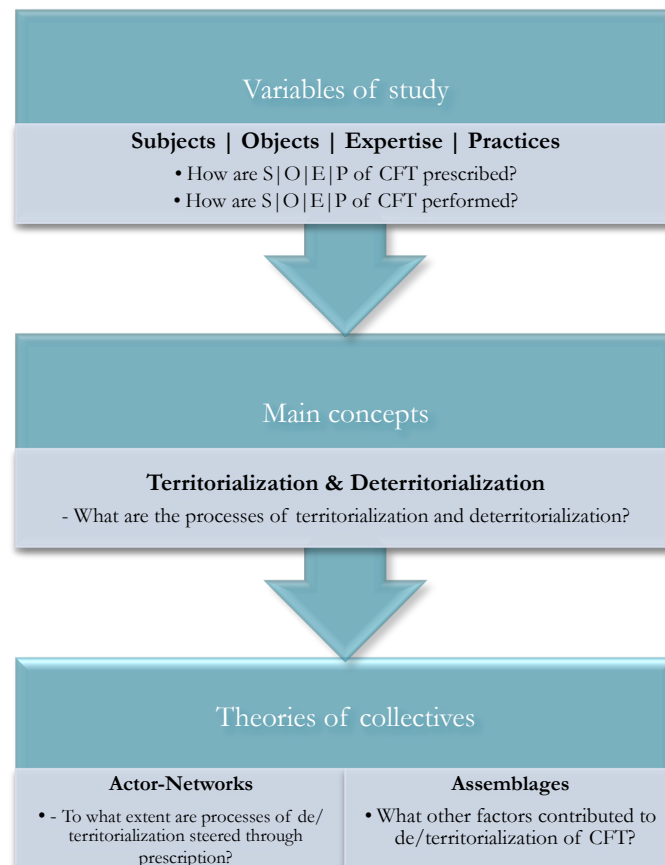 Variables of study
Subjects | Objects | Expertise | Practices
• How are S|O|E|P of CFT prescribed?
• How are S|O|E|P of CFT performed?
Main concepts
Territorialization & Deterritorialization
- What are the processes of territorialization and deterritorialization?
Theories of collectives
Actor-Networks
• - To what extent are processes of de/
territorialization steered through
prescription?
Assemblages
• What other factors contributed to
de/territorialization of CFT?